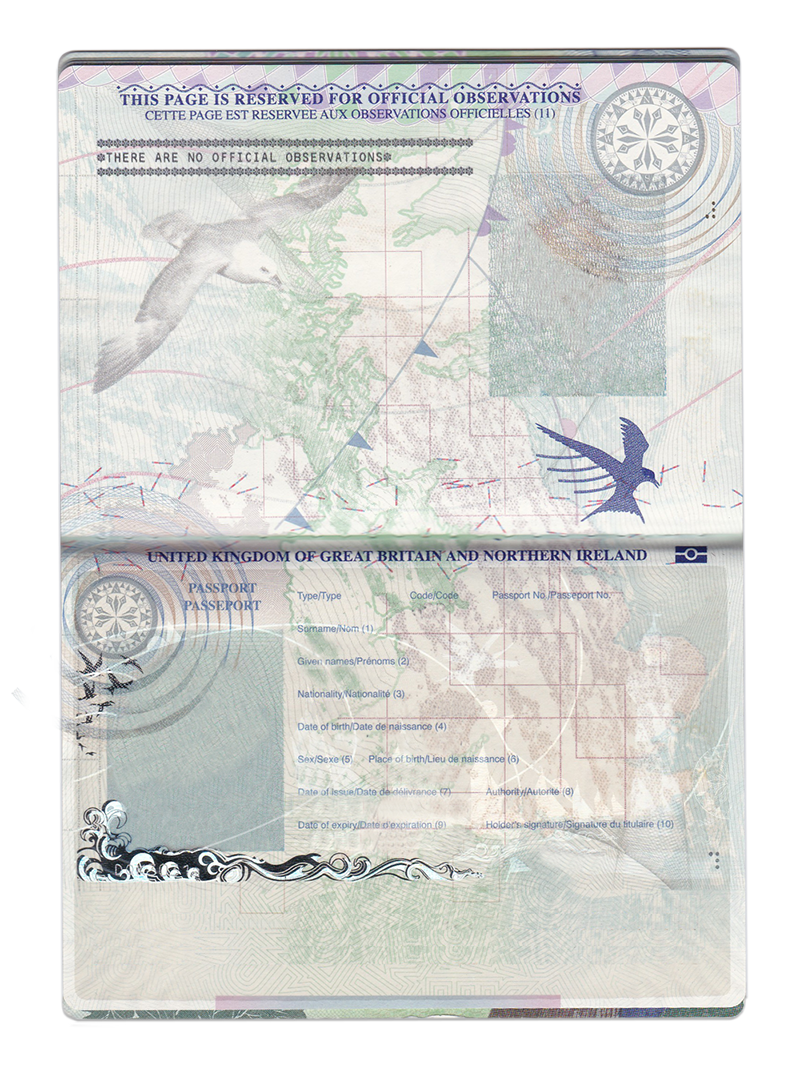 THIS PAGE IS RESERVED FOR OFFICIAL OBSERVATIONS
CETTE PAGE EST RESERVEE AUX OBSERVATIONS OFFICIELLES (11)
*THERE ARE NO OFFICIAL OBSERVATIONS*
UNITED KINGDOM OF GREAT BRITAIN AND NORTHERN IRELAND
PASSPORT
PASSEPORT
Type/Type Code/Code Passport No./Passeport No.
Surname/Nom (1)
Given names/Prénoms (2)
Nationality/Nationalité (3)
Date of birth/Date de naissance (4)
Sex/Sexe (5) Place of birth/Lieu de naissance (6)
Date of issue/Date de délivrance (7) Authority/Autorité (8)
Date of expiry/Date d'expiration (9) Holder's signature/Signature du titulaire (10)